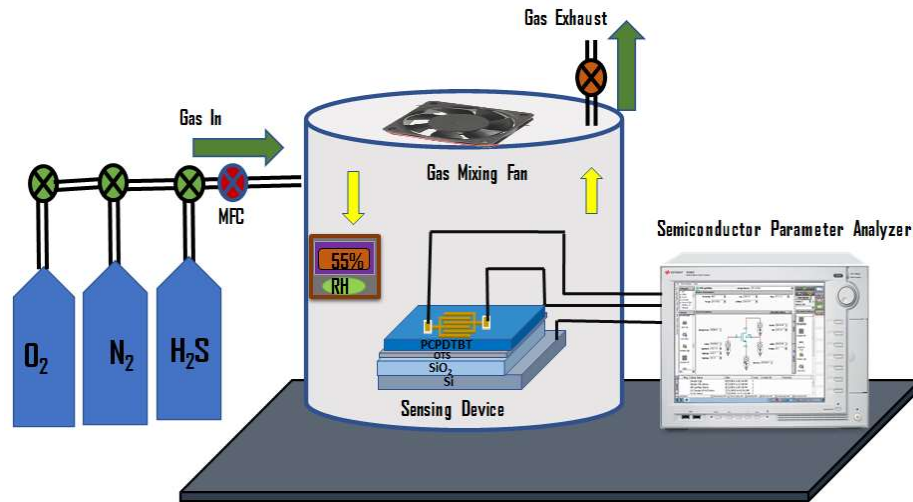 Gas Exhaust
Gas In
Gas Mixing Fan
MFC
Semiconductor Parameter Analyzer
55%
RH
O₂
N₂
H₂S
PCPDTBT
OTS
SiO₂
Si
Sensing Device